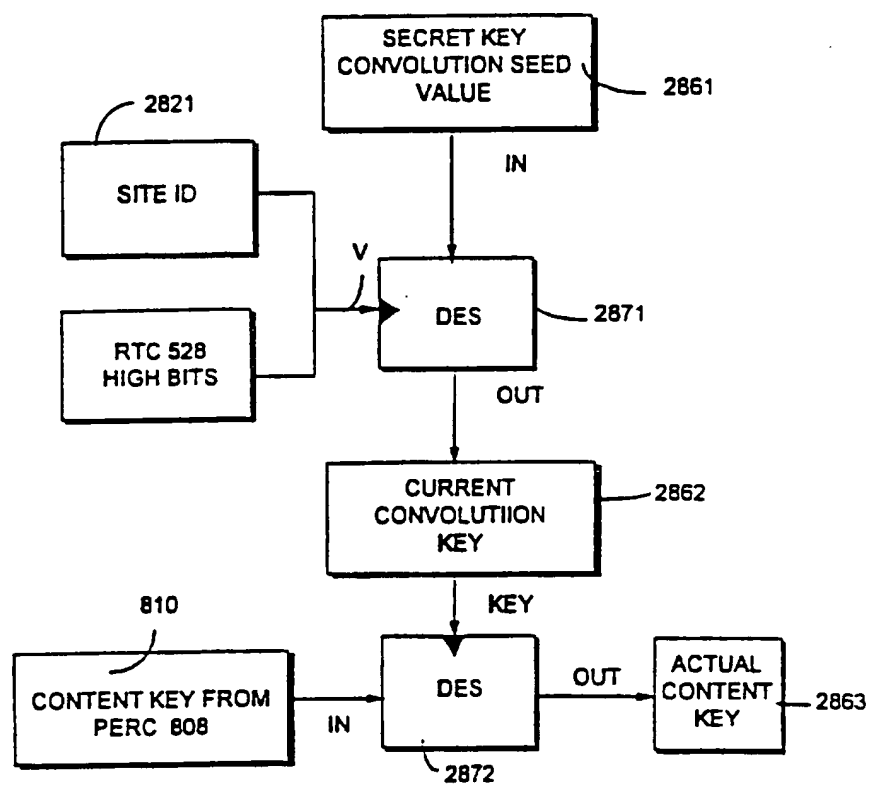 SECRET KEY
CONVOLUTION SEED
VALUE
2861
2821
IN
SITE ID
V
DES
2871
RTC 528
HIGH BITS
OUT
CURRENT
CONVOLUTIION
KEY
2862
810
KEY
CONTENT KEY FROM
PERC 808
IN
DES
OUT
ACTUAL
CONTENT
KEY
2863
2872